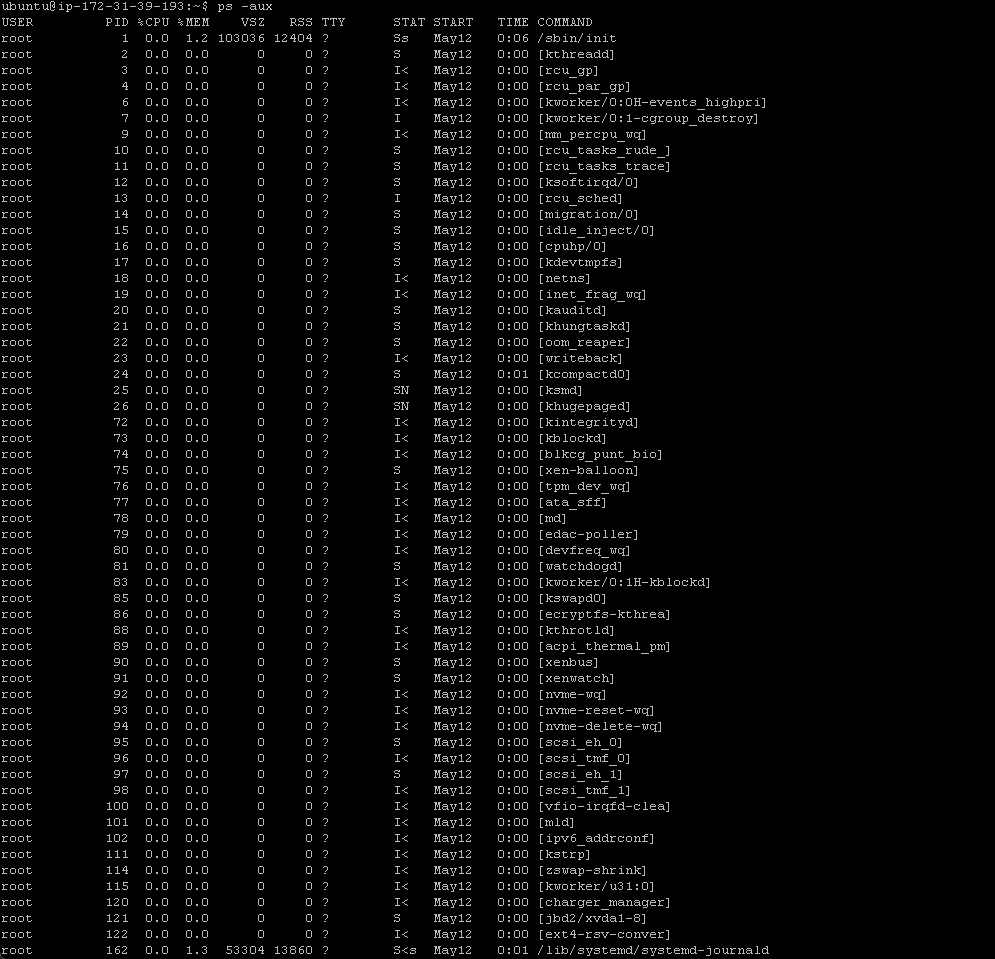 ubuntu@ip-172-31-39-193:~$ ps -aux
USER PID %CPU %MEM VSZ RSS TTY STAT START TIME COMMAND
root 1 0.0 1.2 103036 12404 ? Ss May12 0:06 /sbin/init
root 2 0.0 0.0 0 0 ? S May12 0:00 [kthreadd]
root 3 0.0 0.0 0 0 ? I< May12 0:00 [rcu_gp]
root 4 0.0 0.0 0 0 ? I< May12 0:00 [rcu_par_gp]
root 6 0.0 0.0 0 0 ? I< May12 0:00 [kworker/0:0H-events_highpri]
root 7 0.0 0.0 0 0 ? I May12 0:00 [kworker/0:1-cgroup_destroy]
root 9 0.0 0.0 0 0 ? I< May12 0:00 [mm_percpu_wq]
root 10 0.0 0.0 0 0 ? S May12 0:00 [rcu_tasks_rude_]
root 11 0.0 0.0 0 0 ? S May12 0:00 [rcu_tasks_trace]
root 12 0.0 0.0 0 0 ? S May12 0:00 [ksoftirqd/0]
root 13 0.0 0.0 0 0 ? I May12 0:00 [rcu_sched]
root 14 0.0 0.0 0 0 ? S May12 0:00 [migration/0]
root 15 0.0 0.0 0 0 ? S May12 0:00 [idle_inject/0]
root 16 0.0 0.0 0 0 ? S May12 0:00 [cpuhp/0]
root 17 0.0 0.0 0 0 ? S May12 0:00 [kdevtmpfs]
root 18 0.0 0.0 0 0 ? I< May12 0:00 [netns]
root 19 0.0 0.0 0 0 ? I< May12 0:00 [inet_frag_wq]
root 20 0.0 0.0 0 0 ? S May12 0:00 [kauditd]
root 21 0.0 0.0 0 0 ? S May12 0:00 [khungtaskd]
root 22 0.0 0.0 0 0 ? S May12 0:00 [oom_reaper]
root 23 0.0 0.0 0 0 ? I< May12 0:00 [writeback]
root 24 0.0 0.0 0 0 ? S May12 0:01 [kcompactd0]
root 25 0.0 0.0 0 0 ? SN May12 0:00 [ksmd]
root 26 0.0 0.0 0 0 ? SN May12 0:00 [khugepaged]
root 72 0.0 0.0 0 0 ? I< May12 0:00 [kintegrityd]
root 73 0.0 0.0 0 0 ? I< May12 0:00 [kblockd]
root 74 0.0 0.0 0 0 ? I< May12 0:00 [blkcg_punt_bio]
root 75 0.0 0.0 0 0 ? S May12 0:00 [xen-balloon]
root 76 0.0 0.0 0 0 ? I< May12 0:00 [tpm_dev_wq]
root 77 0.0 0.0 0 0 ? I< May12 0:00 [ata_sff]
root 78 0.0 0.0 0 0 ? I< May12 0:00 [md]
root 79 0.0 0.0 0 0 ? I< May12 0:00 [edac-poller]
root 80 0.0 0.0 0 0 ? I< May12 0:00 [devfreq_wq]
root 81 0.0 0.0 0 0 ? S May12 0:00 [watchdogd]
root 83 0.0 0.0 0 0 ? I< May12 0:00 [kworker/0:1H-kblockd]
root 85 0.0 0.0 0 0 ? S May12 0:00 [kswapd0]
root 86 0.0 0.0 0 0 ? S May12 0:00 [ecryptfs-kthrea]
root 88 0.0 0.0 0 0 ? I< May12 0:00 [kthrotld]
root 89 0.0 0.0 0 0 ? I< May12 0:00 [acpi_thermal_pm]
root 90 0.0 0.0 0 0 ? S May12 0:00 [xenbus]
root 91 0.0 0.0 0 0 ? S May12 0:00 [xenwatch]
root 92 0.0 0.0 0 0 ? I< May12 0:00 [nvme-wq]
root 93 0.0 0.0 0 0 ? I< May12 0:00 [nvme-reset-wq]
root 94 0.0 0.0 0 0 ? I< May12 0:00 [nvme-delete-wq]
root 95 0.0 0.0 0 0 ? S May12 0:00 [scsi_eh_0]
root 96 0.0 0.0 0 0 ? I< May12 0:00 [scsi_tmf_0]
root 97 0.0 0.0 0 0 ? S May12 0:00 [scsi_eh_1]
root 98 0.0 0.0 0 0 ? I< May12 0:00 [scsi_tmf_1]
root 100 0.0 0.0 0 0 ? I< May12 0:00 [vfio-irqfd-clea]
root 101 0.0 0.0 0 0 ? I< May12 0:00 [mld]
root 102 0.0 0.0 0 0 ? I< May12 0:00 [ipv6_addrconf]
root 111 0.0 0.0 0 0 ? I< May12 0:00 [kstrp]
root 114 0.0 0.0 0 0 ? I< May12 0:00 [zswap-shrink]
root 115 0.0 0.0 0 0 ? I< May12 0:00 [kworker/u31:0]
root 120 0.0 0.0 0 0 ? I< May12 0:00 [charger_manager]
root 121 0.0 0.0 0 0 ? S May12 0:00 [jbd2/xvda1-8]
root 122 0.0 0.0 0 0 ? I< May12 0:00 [ext4-rsv-conver]
root 162 0.0 1.3 53304 13860 ? S<s May12 0:01 /lib/systemd/systemd-journald